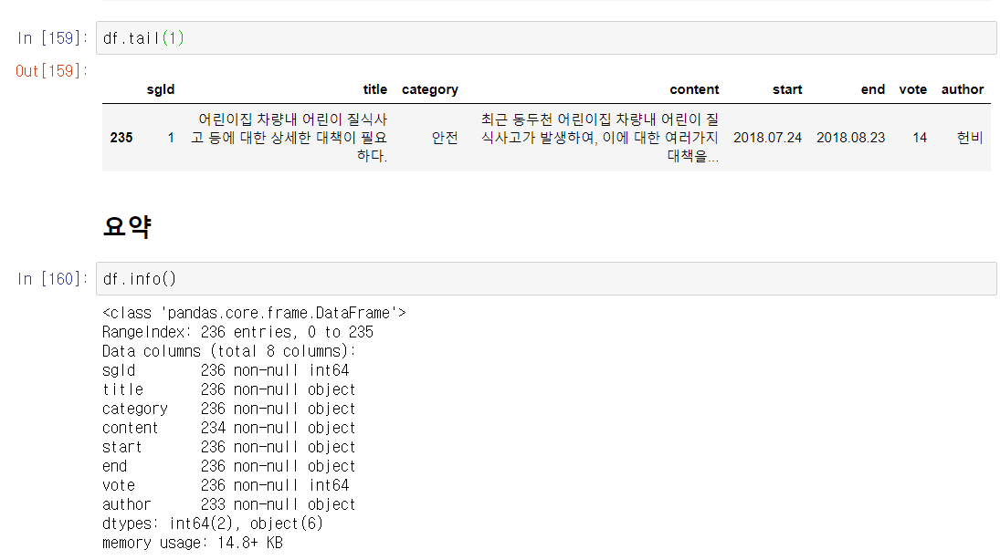 In [159]: df.tail(1)
Out[159]:
sgId title category content start end vote author
235 1 어린이집 차량내 어린이 질식사고 등에 대한 상세한 대책이 필요하다. 안전 최근 동두천 어린이집 차량내 어린이 질식사고가 발생하여, 이에 대한 여러가지 대책을... 2018.07.24 2018.08.23 14 헌비
요약
In [160]: df.info()
<class 'pandas.core.frame.DataFrame'>
RangeIndex: 236 entries, 0 to 235
Data columns (total 8 columns):
sgId 236 non-null int64
title 236 non-null object
category 236 non-null object
content 234 non-null object
start 236 non-null object
end 236 non-null object
vote 236 non-null int64
author 233 non-null object
dtypes: int64(2), object(6)
memory usage: 14.8+ KB